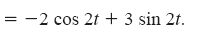 = −2 cos 2t + 3 sin 2t.